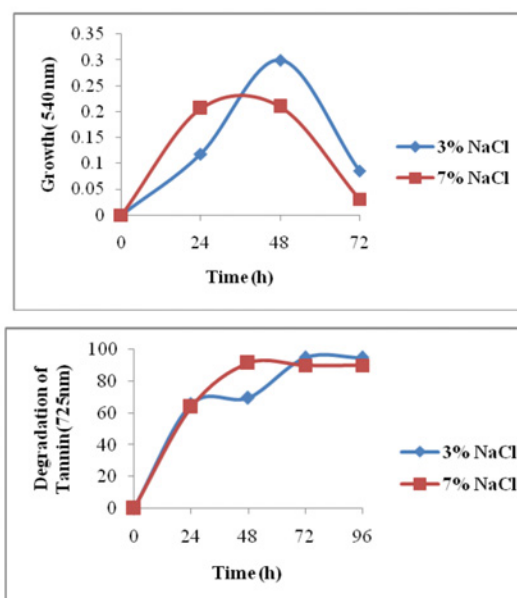 0.35
0.3
0.25
0.2
0.15
0.1
0.05
0
Growth( 540nm)
0 24 48 72
Time (h)
3% NaCl
7% NaCl
100
80
60
40
20
0
Degradation of
Tannin(725nm)
0 24 48 72 96
Time (h)
3% NaCl
7% NaCl